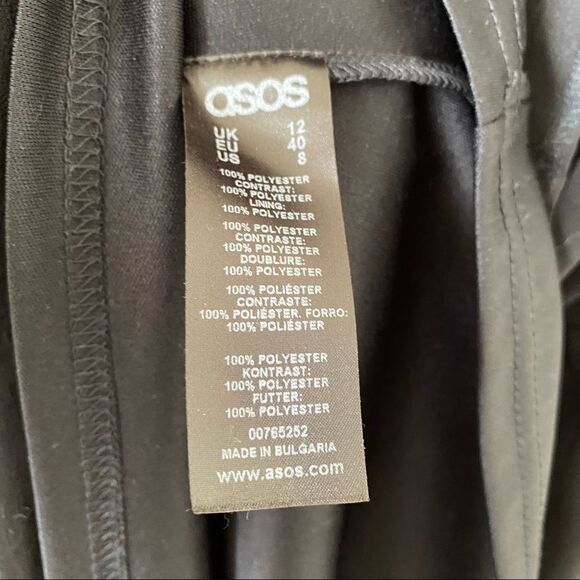 asos
UK 12
EU 40
US 8
100% POLYESTER
CONTRAST:
100% POLYESTER
LINING:
100% POLYESTER
100% POLYESTER
CONTRASTE:
100% POLYESTER
DOUBLURE:
100% POLYESTER
100% POLIÉSTER
CONTRASTE:
100% POLIÉSTER. FORRO:
100% POLIÉSTER
100% POLYESTER
KONTRAST:
100% POLYESTER
FUTTER:
100% POLYESTER
00765252
MADE IN BULGARIA
www.asos.com